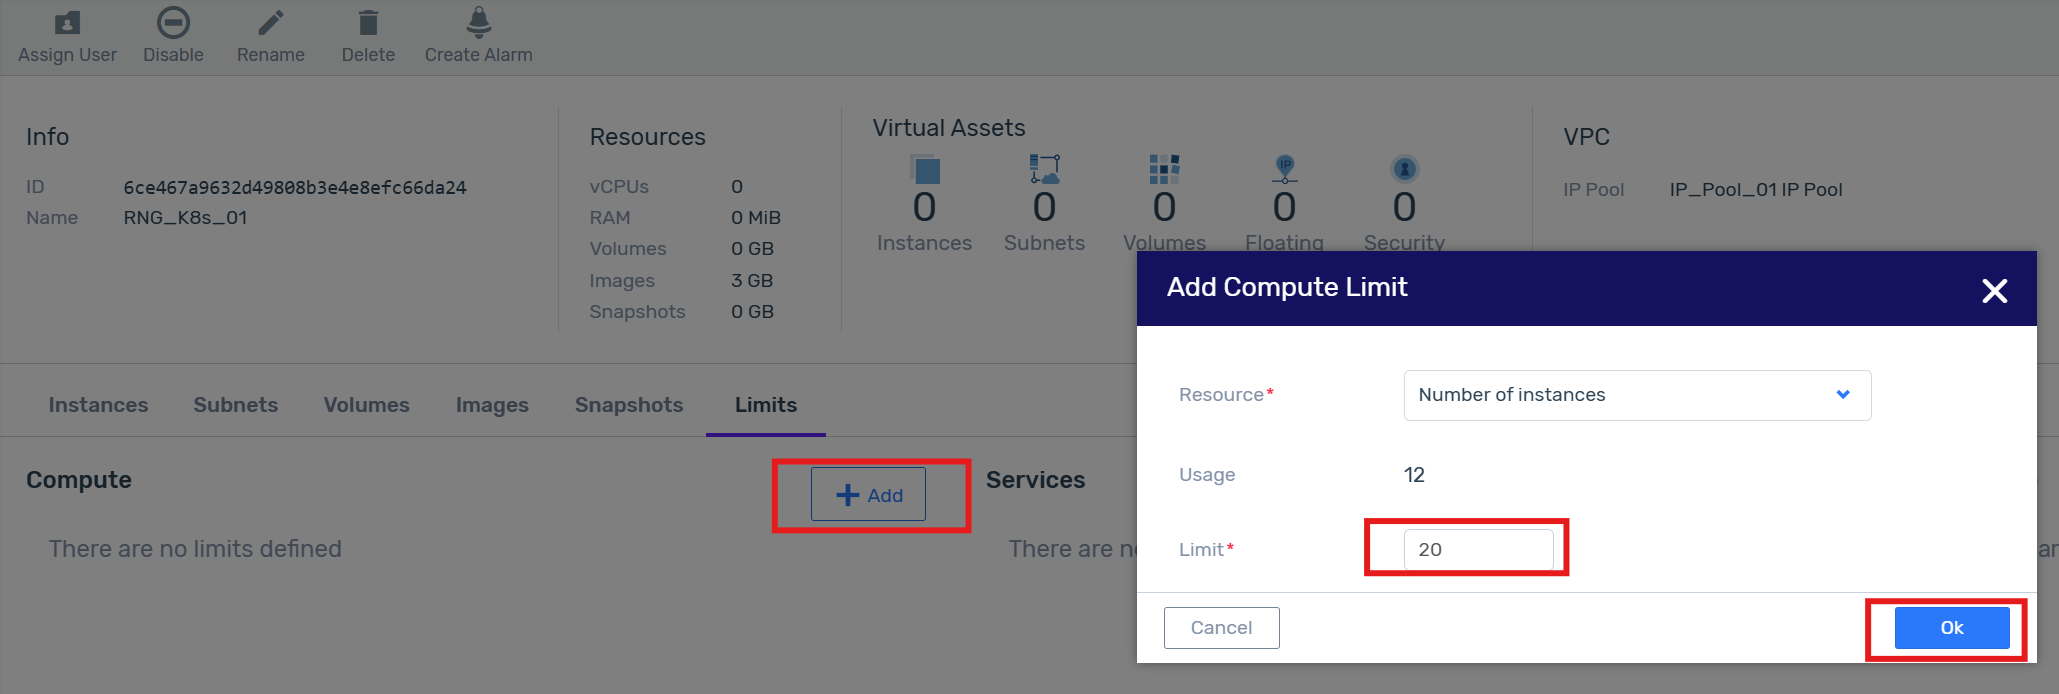 Assign User
Disable
Rename
Delete
Create Alarm
Info
ID 6ce467a9632d49808b3e4e8efc66da24
Name RNG_K8s_01
Resources
vCPUs 0
RAM 0 MiB
Volumes 0 GB
Images 3 GB
Snapshots 0 GB
Virtual Assets
IP
0 0 0 0 0
Instances Subnets Volumes Floating Security
VPC
IP Pool IP_Pool_01 IP Pool
Instances Subnets Volumes Images Snapshots Limits
Compute
Add
There are no limits defined
Services
There are
Add Compute Limit
Resource* Number of instances
Usage 12
Limit* 20
Cancel
Ok